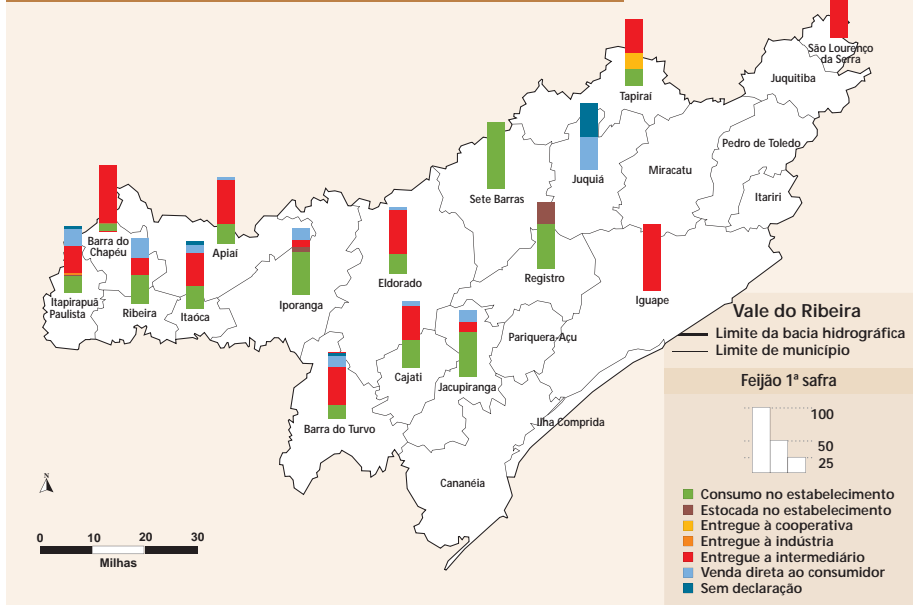 São Lourenço
da Serra
Juquitiba
Tapiraí
Pedro de Toledo
Miracatu
Juquiá
Itariri
Sete Barras
Barra do
Chapéu
Apiaí
Registro
Eldorado
Iporanga
Iguape
Itapirapuã
Paulista
Ribeira
Itaóca
Pariquera-Açu
Cajati
Jacupiranga
Ilha Comprida
Barra do Turvo
Cananéia
N
0 10 20 30
Milhas
Vale do Ribeira
Limite da bacia hidrográfica
Limite de município
Feijão 1ª safra
100
50
25
Consumo no estabelecimento
Estocada no estabelecimento
Entregue à cooperativa
Entregue à indústria
Entregue a intermediário
Venda direta ao consumidor
Sem declaração